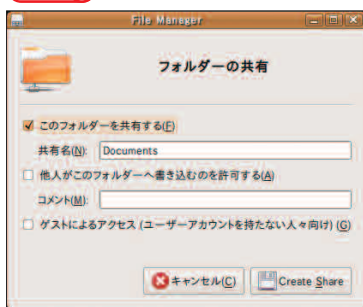 File Manager
フォルダーの共有
このフォルダーを共有する(F)
共有名(N): Documents
他人がこのフォルダーへ書き込むのを許可する(A)
コメント(M):
ゲストによるアクセス (ユーザーアカウントを持たない人々向け) (G)
キャンセル(C) Create Share